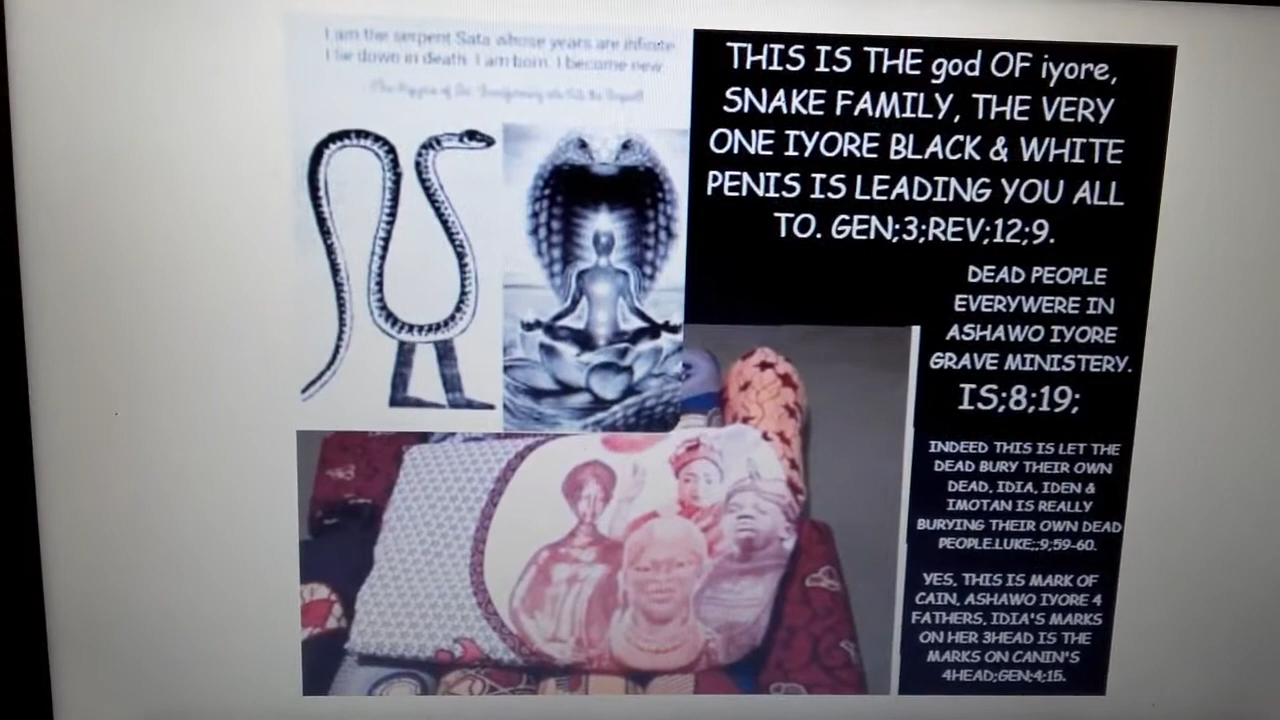 I am the serpent Sata whose years are infinite.
I lie down in death. I am born. I become new
THIS IS THE god OF iyore,
SNAKE FAMILY, THE VERY
ONE IYORE BLACK & WHITE
PENIS IS LEADING YOU ALL
TO. GEN;3;REV;12;9.
DEAD PEOPLE
EVERYWERE IN
ASHAWO IYORE
GRAVE MINISTERY.
IS;8;19;
INDEED THIS IS LET THE
DEAD BURY THEIR OWN
DEAD, IDIA, IDEN &
IMOTAN IS REALLY
BURYING THEIR OWN DEAD
PEOPLE.LUKE;;9;59-60.
YES, THIS IS MARK OF
CAIN, ASHAWO IYORE 4
FATHERS, IDIA'S MARKS
ON HER 3HEAD IS THE
MARKS ON CANIN'S
4HEAD;GEN;4;15.